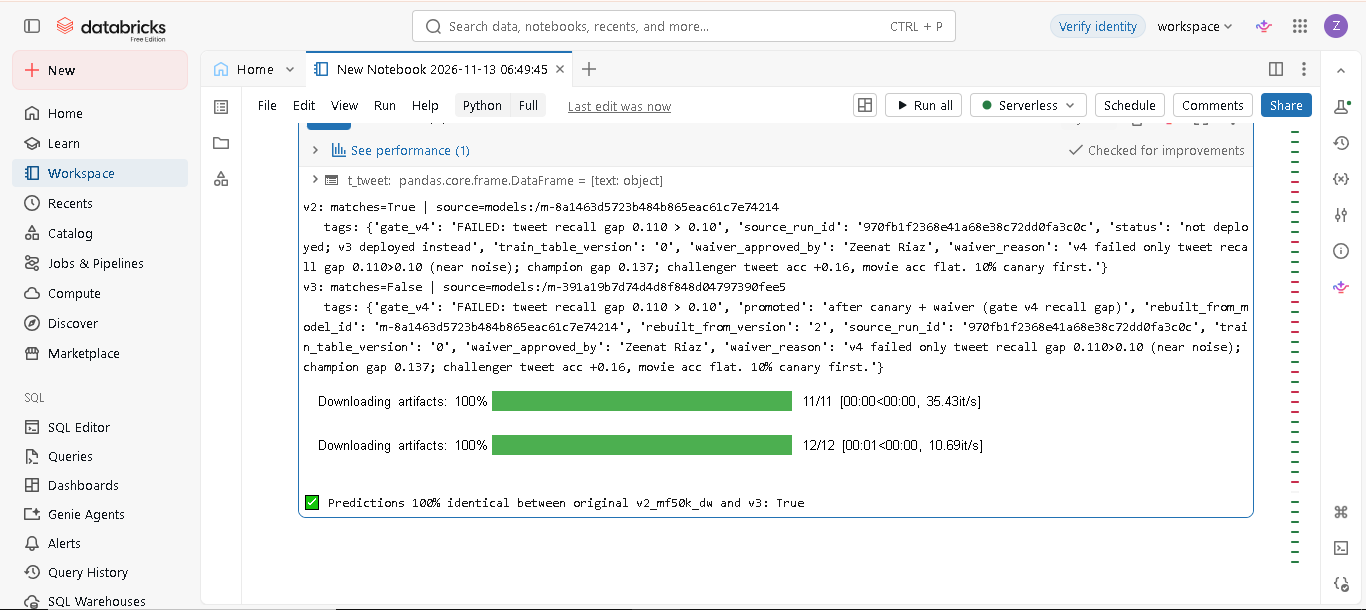 databricks
Free Edition
Search data, notebooks, recents, and more...
CTRL + P
Verify identity
workspace
Z
New
Home
Learn
Workspace
Recents
Catalog
Jobs & Pipelines
Compute
Discover
Marketplace
SQL
SQL Editor
Queries
Dashboards
Genie Agents
Alerts
Query History
SQL Warehouses
Home
New Notebook 2026-11-13 06:49:45
File Edit View Run Help Python Full Last edit was now
Run all
Serverless
Schedule
Comments
Share
See performance (1)
Checked for improvements
t_tweet: pandas.core.frame.DataFrame = [text: object]
v2: matches=True | source=models:/m-8a1463d5723b484b865eac61c7e74214
tags: {'gate_v4': 'FAILED: tweet recall gap 0.110 > 0.10', 'source_run_id': '970fb1f2368e41a68e38c72dd0fa3c0c', 'status': 'not deplo
yed; v3 deployed instead', 'train_table_version': '0', 'waiver_approved_by': 'Zeenat Riaz', 'waiver_reason': 'v4 failed only tweet reca
ll gap 0.110>0.10 (near noise); champion gap 0.137; challenger tweet acc +0.16, movie acc flat. 10% canary first.'}
v3: matches=False | source=models:/m-391a19b7d74d4d8f848d04797390fee5
tags: {'gate_v4': 'FAILED: tweet recall gap 0.110 > 0.10', 'promoted': 'after canary + waiver (gate v4 recall gap)', 'rebuilt_from_m
odel_id': 'm-8a1463d5723b484b865eac61c7e74214', 'rebuilt_from_version': '2', 'source_run_id': '970fb1f2368e41a68e38c72dd0fa3c0c', 'trai
n_table_version': '0', 'waiver_approved_by': 'Zeenat Riaz', 'waiver_reason': 'v4 failed only tweet recall gap 0.110>0.10 (near noise);
champion gap 0.137; challenger tweet acc +0.16, movie acc flat. 10% canary first.'}
Downloading artifacts: 100% 11/11 [00:00<00:00, 35.43it/s]
Downloading artifacts: 100% 12/12 [00:01<00:00, 10.69it/s]
Predictions 100% identical between original v2_mf50k_dw and v3: True